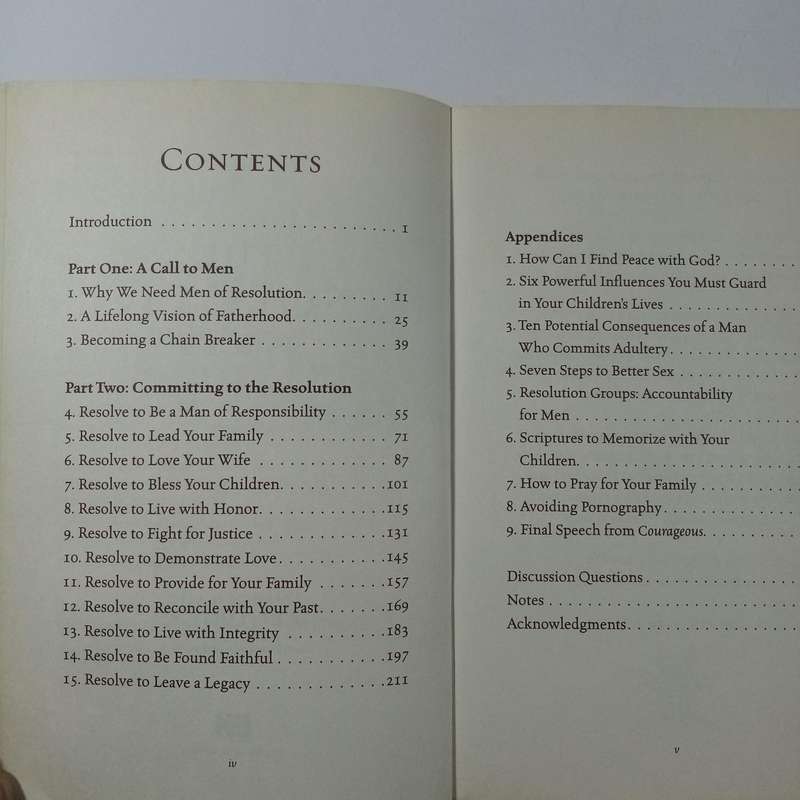 CONTENTS
Introduction . . . . . . . . . . . . . . . . . . . . . . . . 1
Part One: A Call to Men
1. Why We Need Men of Resolution. . . . . . . . . 11
2. A Lifelong Vision of Fatherhood. . . . . . . . . . 25
3. Becoming a Chain Breaker . . . . . . . . . . . . . 39
Part Two: Committing to the Resolution
4. Resolve to Be a Man of Responsibility . . . . . . 55
5. Resolve to Lead Your Family . . . . . . . . . . . . 71
6. Resolve to Love Your Wife . . . . . . . . . . . . . 87
7. Resolve to Bless Your Children. . . . . . . . . . .101
8. Resolve to Live with Honor. . . . . . . . . . . . .115
9. Resolve to Fight for Justice . . . . . . . . . . . . .131
10. Resolve to Demonstrate Love . . . . . . . . . . .145
11. Resolve to Provide for Your Family . . . . . . .157
12. Resolve to Reconcile with Your Past. . . . . . .169
13. Resolve to Live with Integrity . . . . . . . . . .183
14. Resolve to Be Found Faithful . . . . . . . . . . .197
15. Resolve to Leave a Legacy . . . . . . . . . . . . .211
iv
Appendices
1. How Can I Find Peace with God? . . . . . . . .
2. Six Powerful Influences You Must Guard
in Your Children's Lives . . . . . . . . . . . . .
3. Ten Potential Consequences of a Man
Who Commits Adultery . . . . . . . . . . . . .
4. Seven Steps to Better Sex . . . . . . . . . . . .
5. Resolution Groups: Accountability
for Men . . . . . . . . . . . . . . . . . . . . . .
6. Scriptures to Memorize with Your
Children. . . . . . . . . . . . . . . . . . . . . .
7. How to Pray for Your Family . . . . . . . . . .
8. Avoiding Pornography . . . . . . . . . . . . . .
9. Final Speech from Courageous. . . . . . . . . .
Discussion Questions . . . . . . . . . . . . . . .
Notes . . . . . . . . . . . . . . . . . . . . . . . . .
Acknowledgments. . . . . . . . . . . . . . . . . .
v